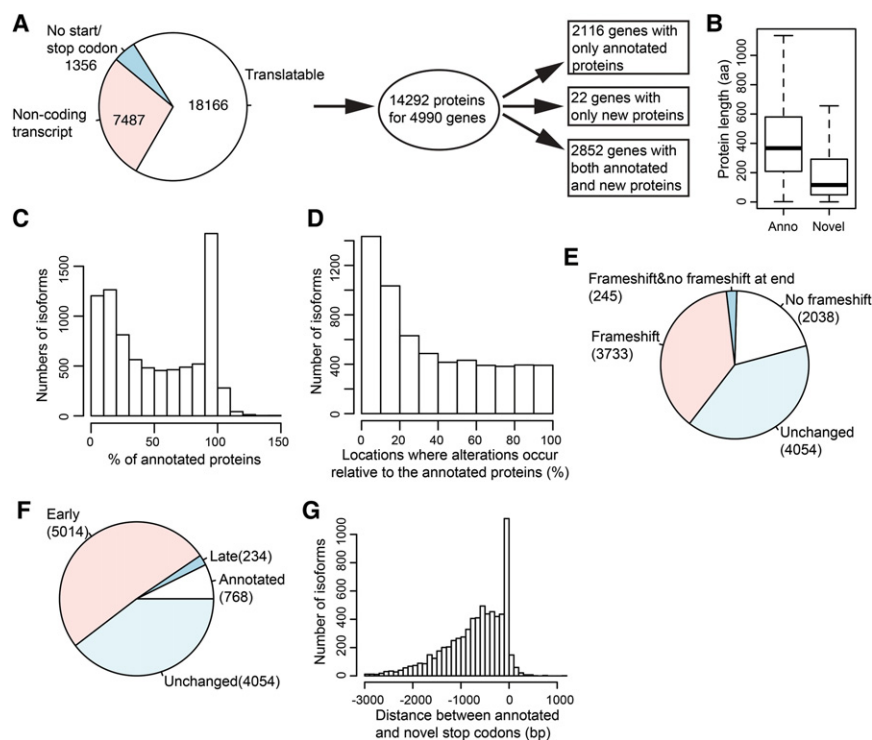 A
No start/
stop codon
1356
Translatable
18166
Non-coding
transcript
7487
14292 proteins
for 4990 genes
2116 genes with
only annotated
proteins
22 genes with
only new proteins
2852 genes with
both annotated
and new proteins
B
Protein length (aa)
0 200 400 600 800 1000
Anno Novel
C
Numbers of isoforms
0 500 1000 1500
0 50 100 150
% of annotated proteins
D
Number of isoforms
0 400 800 1200
0 20 40 60 80 100
Locations where alterations occur
relative to the annotated proteins (%)
E
Frameshift&no frameshift at end
(245)
No frameshift
(2038)
Frameshift
(3733)
Unchanged
(4054)
F
Early
(5014)
Late(234)
Annotated
(768)
Unchanged(4054)
G
Number of isoforms
0 200 400 600 800 1000
-3000 -2000 -1000 0 1000
Distance between annotated
and novel stop codons (bp)